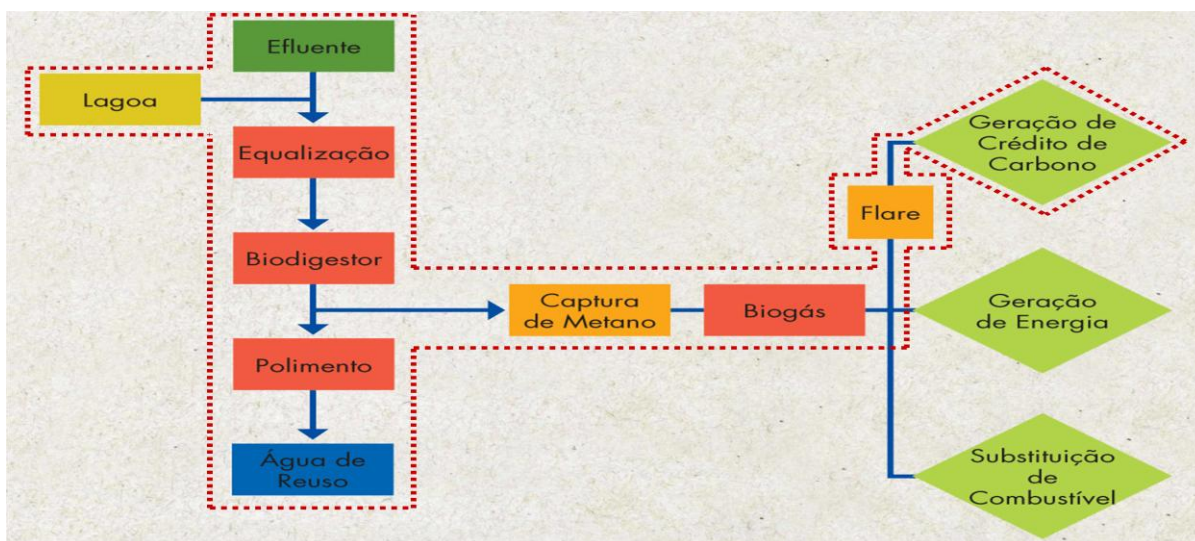 Efluente
Lagoa
Equalização
Biodigestor
Polimento
Água de
Reuso
Captura
de Metano
Biogás
Flare
Geração de
Crédito de
Carbono
Geração
de Energia
Substituição
de
Combustível